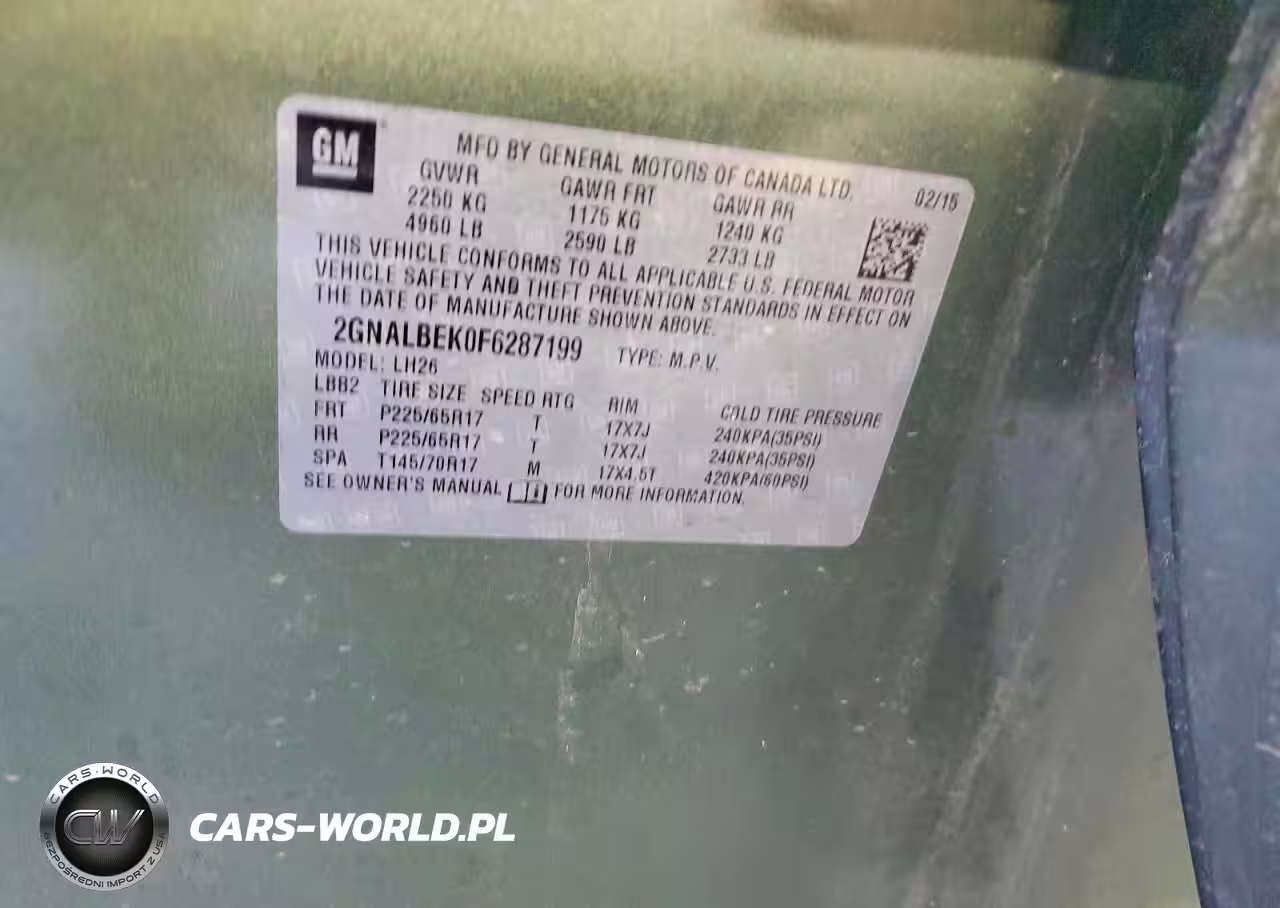 GM
MFD BY GENERAL MOTORS OF CANADA LTD.
02/15
GVWR GAWR FRT GAWR RR
2250 KG 1175 KG 1240 KG
4960 LB 2590 LB 2733 LB
THIS VEHICLE CONFORMS TO ALL APPLICABLE U.S. FEDERAL MOTOR
VEHICLE SAFETY AND THEFT PREVENTION STANDARDS IN EFFECT ON
THE DATE OF MANUFACTURE SHOWN ABOVE.
2GNALBEK0F6287199 TYPE: M.P.V.
MODEL: LH26
LBB2 TIRE SIZE SPEED RTG RIM COLD TIRE PRESSURE
FRT P225/65R17 T 17X7J 240KPA(35PSI)
RR P225/65R17 T 17X7J 240KPA(35PSI)
SPA T145/70R17 M 17X4.5T 420KPA(60PSI)
SEE OWNER'S MANUAL FOR MORE INFORMATION.
CARS-WORLD
CW
BEZPOŚREDNI IMPORT Z USA
CARS-WORLD.PL